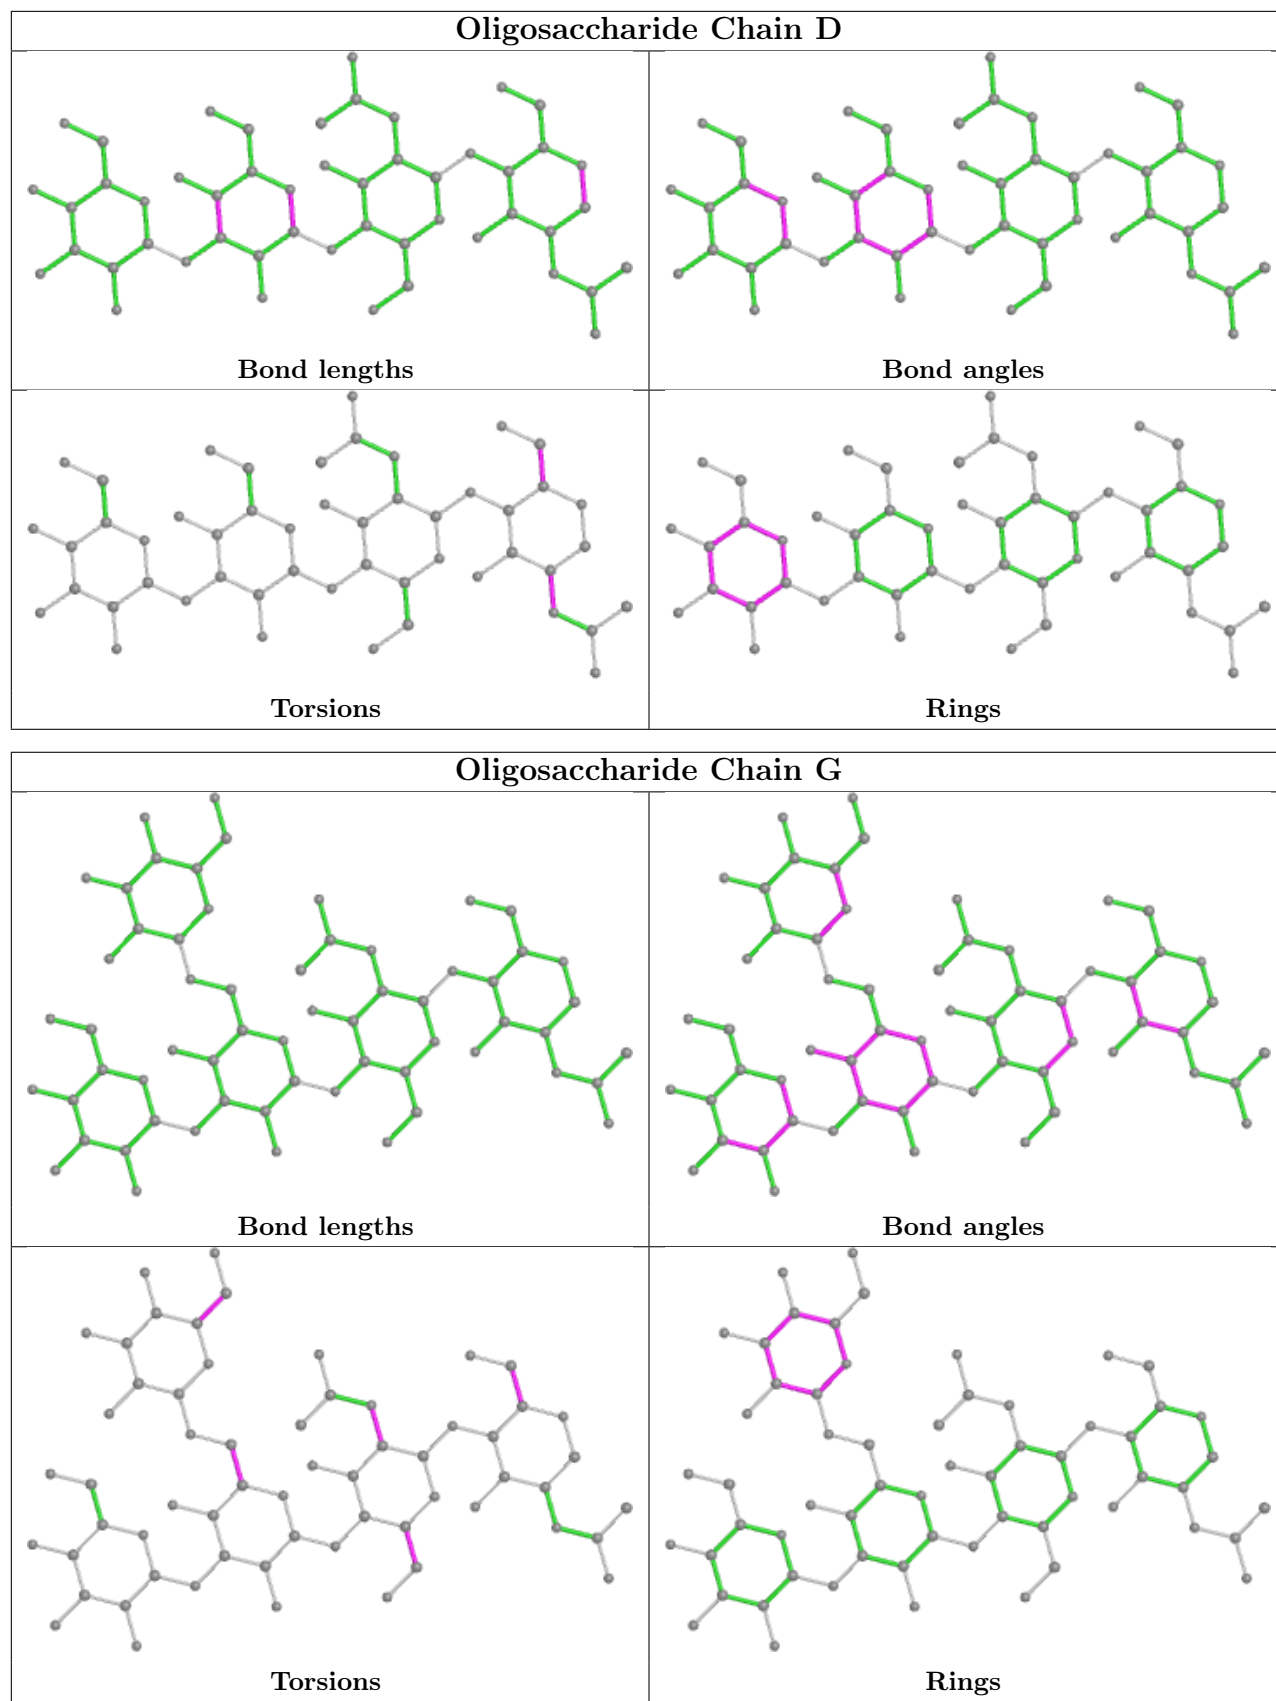 Oligosaccharide Chain D
Bond lengths
Bond angles
Torsions
Rings
Oligosaccharide Chain G
Bond lengths
Bond angles
Torsions
Rings